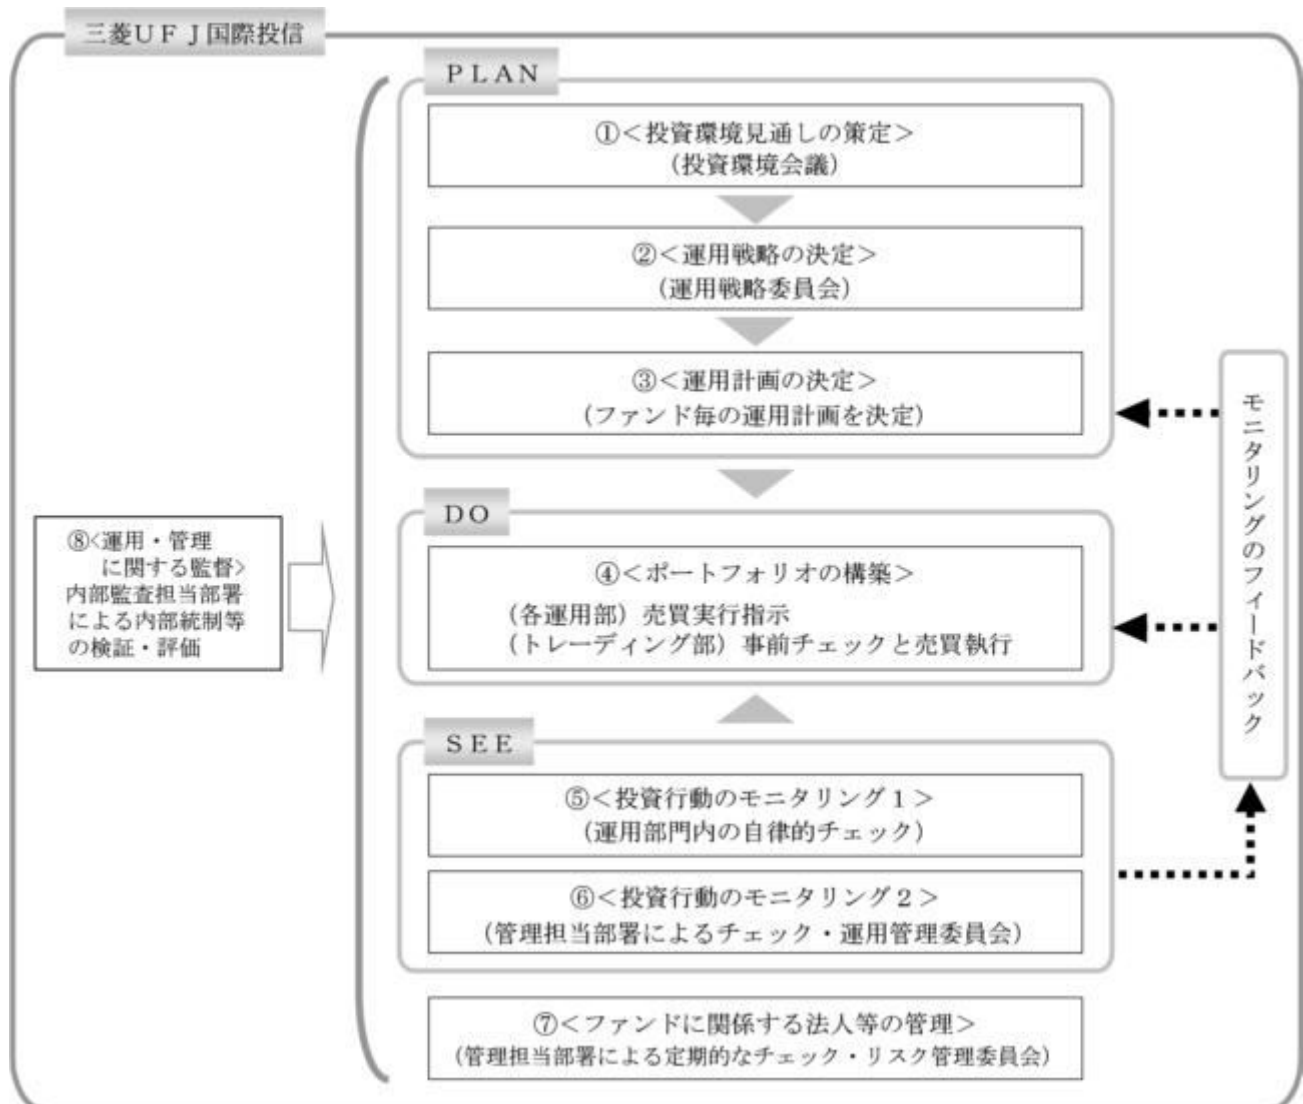 三菱ＵＦＪ国際投信
ＰＬＡＮ
①＜投資環境見通しの策定＞
（投資環境会議）
②＜運用戦略の決定＞
（運用戦略委員会）
③＜運用計画の決定＞
（ファンド毎の運用計画を決定）
ＤＯ
④＜ポートフォリオの構築＞
（各運用部）売買実行指示
（トレーディング部）事前チェックと売買執行
ＳＥＥ
⑤＜投資行動のモニタリング１＞
（運用部門内の自律的チェック）
⑥＜投資行動のモニタリング２＞
（管理担当部署によるチェック・運用管理委員会）
⑦＜ファンドに関係する法人等の管理＞
（管理担当部署による定期的なチェック・リスク管理委員会）
⑧<運用・管理
に関する監督>
内部監査担当部署
による内部統制等
の検証・評価
モニタリングのフィードバック